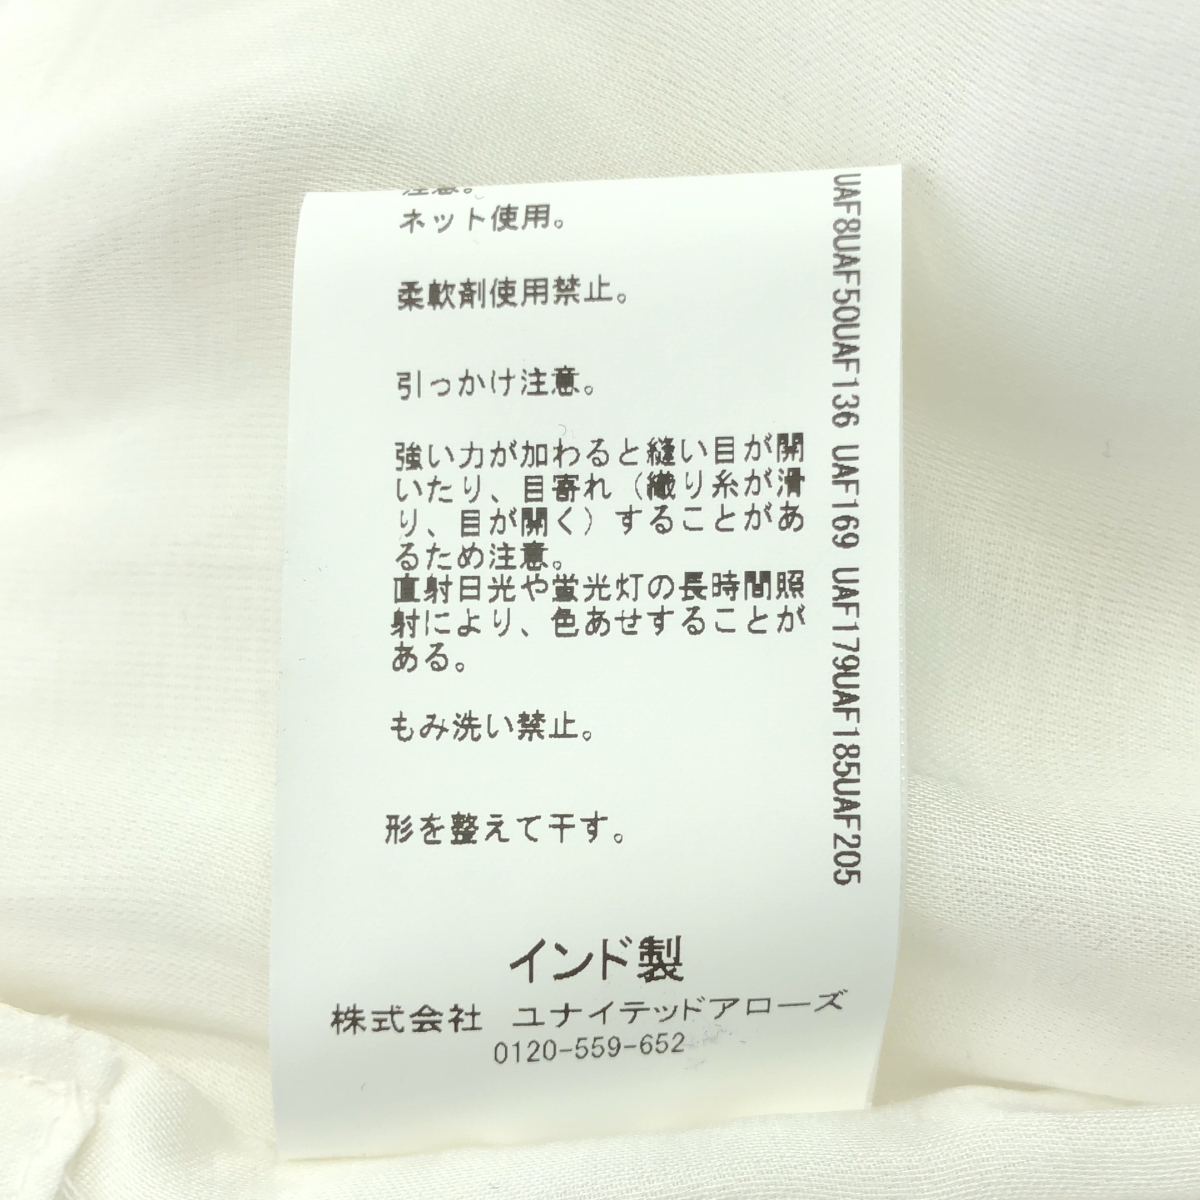 注意。
ネット使用。
柔軟剤使用禁止。
引っかけ注意。
強い力が加わると縫い目が開
いたり、目寄れ（織り糸が滑
り、目が開く）することがあ
るため注意。
直射日光や蛍光灯の長時間照
射により、色あせすることが
ある。
もみ洗い禁止。
形を整えて干す。
インド製
株式会社 ユナイテッドアローズ
0120-559-652
UAF8UAF50UAF136 UAF169 UAF179UAF185UAF205